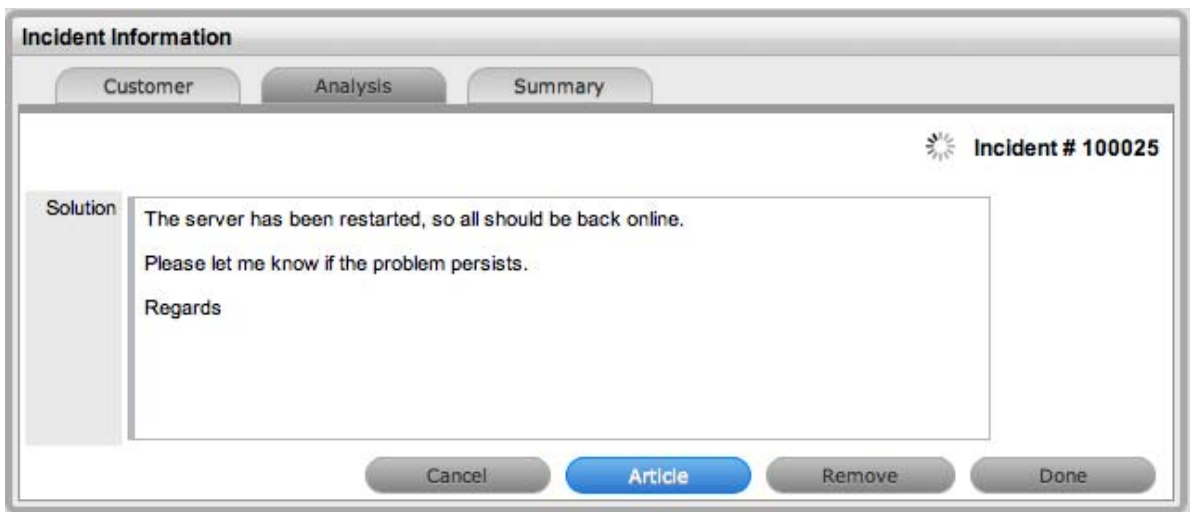 Incident Information
Customer Analysis Summary
Incident # 100025
Solution
The server has been restarted, so all should be back online.
Please let me know if the problem persists.
Regards
Cancel Article Remove Done